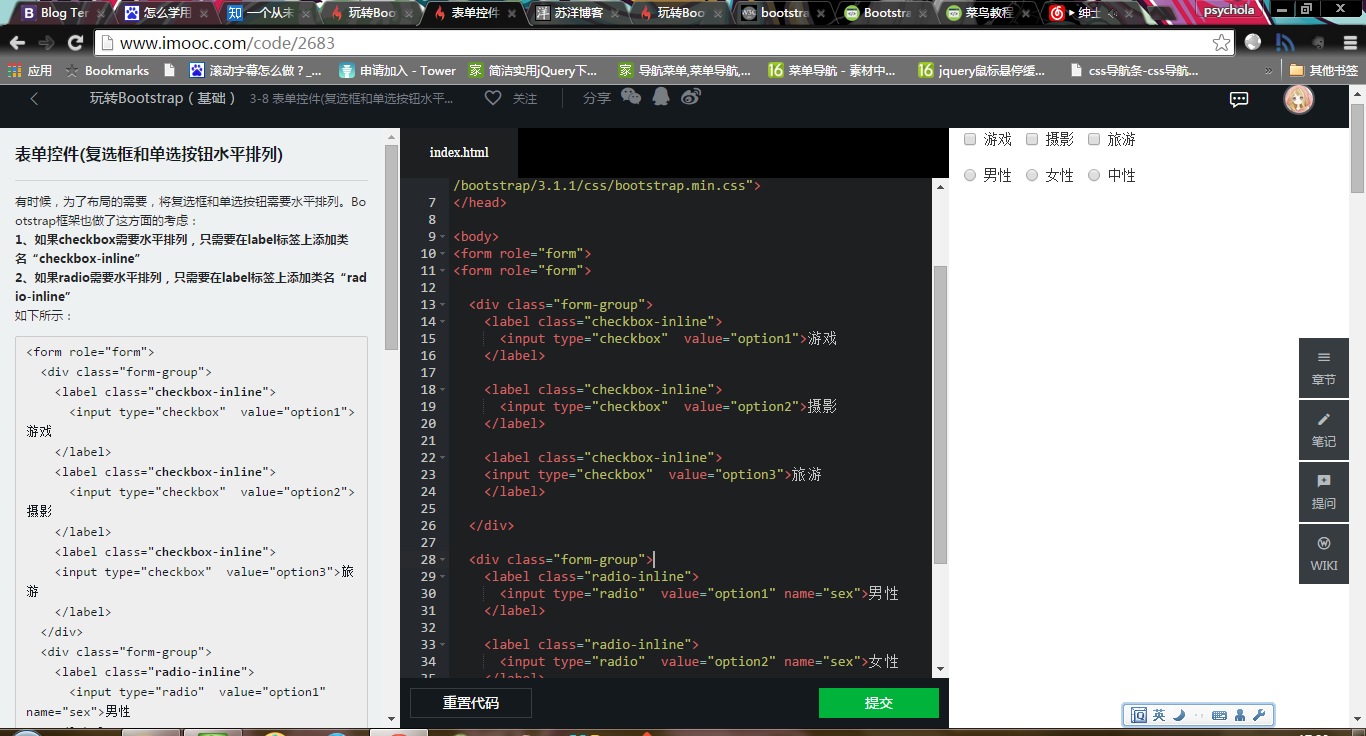 Blog Ter
怎么学用
一个从未
玩转Boo
表单控件
苏洋博客
玩转Boo
bootstra
Bootstra
菜鸟教程
绅士
psychola
www.imooc.com/code/2683
应用
Bookmarks
滚动字幕怎么做？_...
申请加入 - Tower
简洁实用jQuery下...
导航菜单,菜单导航,...
菜单导航 - 素材中...
jquery鼠标悬停缓...
css导航条-css导航...
»
其他书签
玩转Bootstrap（基础）
3-8 表单控件(复选框和单选按钮水平...
关注
分享
表单控件(复选框和单选按钮水平排列)
有时候，为了布局的需要，将复选框和单选按钮需要水平排列。Bo
otstrap框架也做了这方面的考虑：
1、如果checkbox需要水平排列，只需要在label标签上添加类
名“checkbox-inline”
2、如果radio需要水平排列，只需要在label标签上添加类名“rad
io-inline”
如下所示：
<form role="form">
<div class="form-group">
<label class="checkbox-inline">
<input type="checkbox"  value="option1">
游戏
</label>
<label class="checkbox-inline">
<input type="checkbox"  value="option2">
摄影
</label>
<label class="checkbox-inline">
<input type="checkbox"  value="option3">旅
游
</label>
</div>
<div class="form-group">
<label class="radio-inline">
<input type="radio"  value="option1"
name="sex">男性
index.html
/bootstrap/3.1.1/css/bootstrap.min.css">
7 </head>
8
9 <body>
10 <form role="form">
11 <form role="form">
12
13 <div class="form-group">
14 <label class="checkbox-inline">
15 <input type="checkbox"  value="option1">游戏
16 </label>
17
18 <label class="checkbox-inline">
19 <input type="checkbox"  value="option2">摄影
20 </label>
21
22 <label class="checkbox-inline">
23 <input type="checkbox"  value="option3">旅游
24 </label>
25
26 </div>
27
28 <div class="form-group">
29 <label class="radio-inline">
30 <input type="radio"  value="option1" name="sex">男性
31 </label>
32
33 <label class="radio-inline">
34 <input type="radio"  value="option2" name="sex">女性
35 </label>
重置代码
提交
游戏 摄影 旅游
男性 女性 中性
章节
笔记
提问
WIKI
英